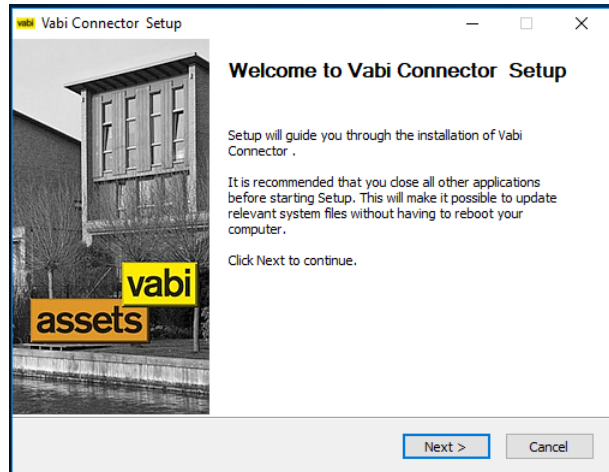 vabi Vabi Connector Setup
Welcome to Vabi Connector Setup
Setup will guide you through the installation of Vabi
Connector .
It is recommended that you close all other applications
before starting Setup. This will make it possible to update
relevant system files without having to reboot your
computer.
Click Next to continue.
vabi
assets
Next >
Cancel